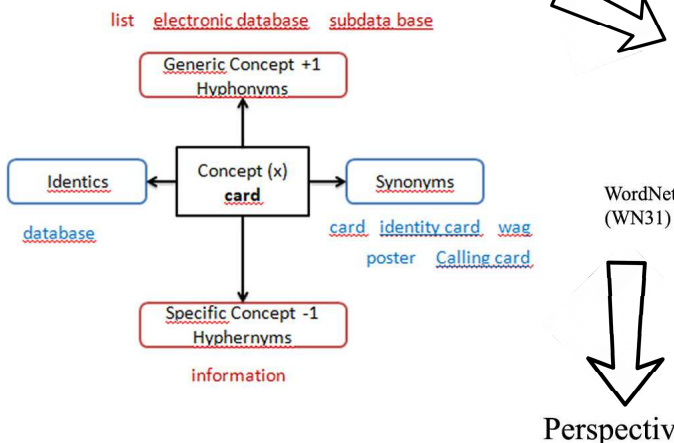 list electronic database subdata base
Generic Concept +1
Hyphonyms
Concept (x)
card
Identics
Synonyms
database
card identity card wag
poster Calling card
Specific Concept -1
Hyphernyms
information
WordNet
(WN31)
Perspectiv